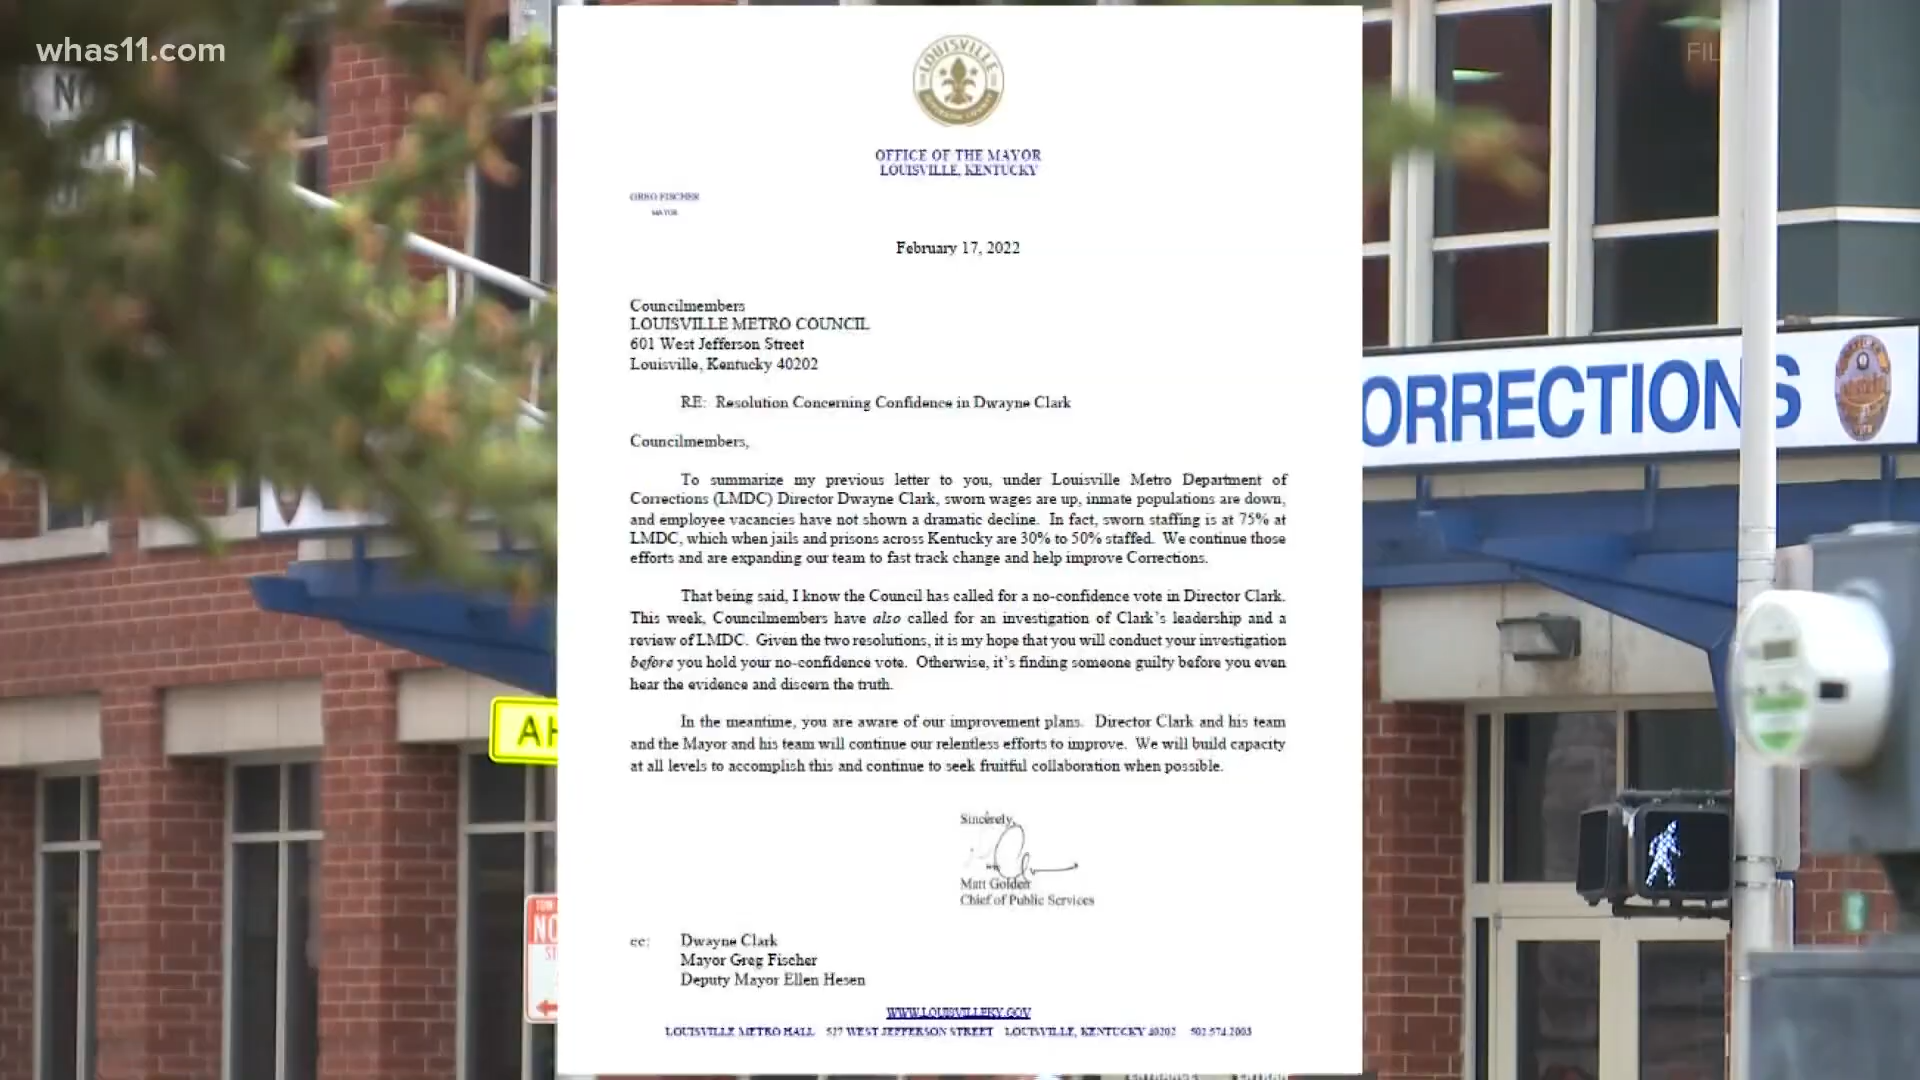 whas11.com
FIL
LOUISVILLE
OFFICE OF THE MAYOR
LOUISVILLE, KENTUCKY
GREG FISCHER
MAYOR
February 17, 2022
Councilmembers
LOUISVILLE METRO COUNCIL
601 West Jefferson Street
Louisville, Kentucky 40202
RE: Resolution Concerning Confidence in Dwayne Clark
Councilmembers,
To summarize my previous letter to you, under Louisville Metro Department of
Corrections (LMDC) Director Dwayne Clark, sworn wages are up, inmate populations are down,
and employee vacancies have not shown a dramatic decline. In fact, sworn staffing is at 75% at
LMDC, which when jails and prisons across Kentucky are 30% to 50% staffed. We continue those
efforts and are expanding our team to fast track change and help improve Corrections.
That being said, I know the Council has called for a no-confidence vote in Director Clark.
This week, Councilmembers have also called for an investigation of Clark's leadership and a
review of LMDC. Given the two resolutions, it is my hope that you will conduct your investigation
before you hold your no-confidence vote. Otherwise, it's finding someone guilty before you even
hear the evidence and discern the truth.
In the meantime, you are aware of our improvement plans. Director Clark and his team
and the Mayor and his team will continue our relentless efforts to improve. We will build capacity
at all levels to accomplish this and continue to seek fruitful collaboration when possible.
Sincerely,
Matt Golden
Chief of Public Services
cc: Dwayne Clark
Mayor Greg Fischer
Deputy Mayor Ellen Hesen
WWW.LOUISVILLEKY.GOV
LOUISVILLE METRO HALL 527 WEST JEFFERSON STREET LOUISVILLE, KENTUCKY 40202 502.574.2003
ORRECTIONS
AH
NO